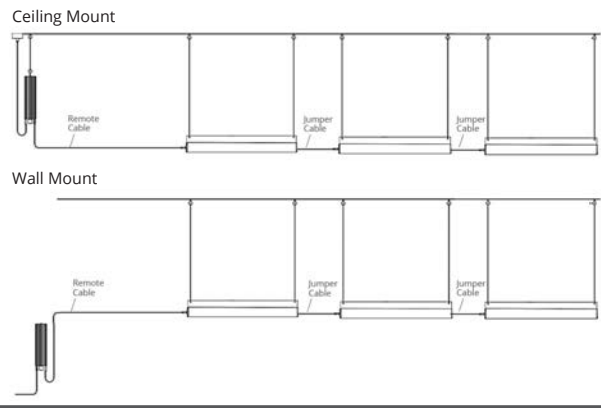 Ceiling Mount
Remote
Cable
Jumper
Cable
Jumper
Cable
Wall Mount
Remote
Cable
Jumper
Cable
Jumper
Cable